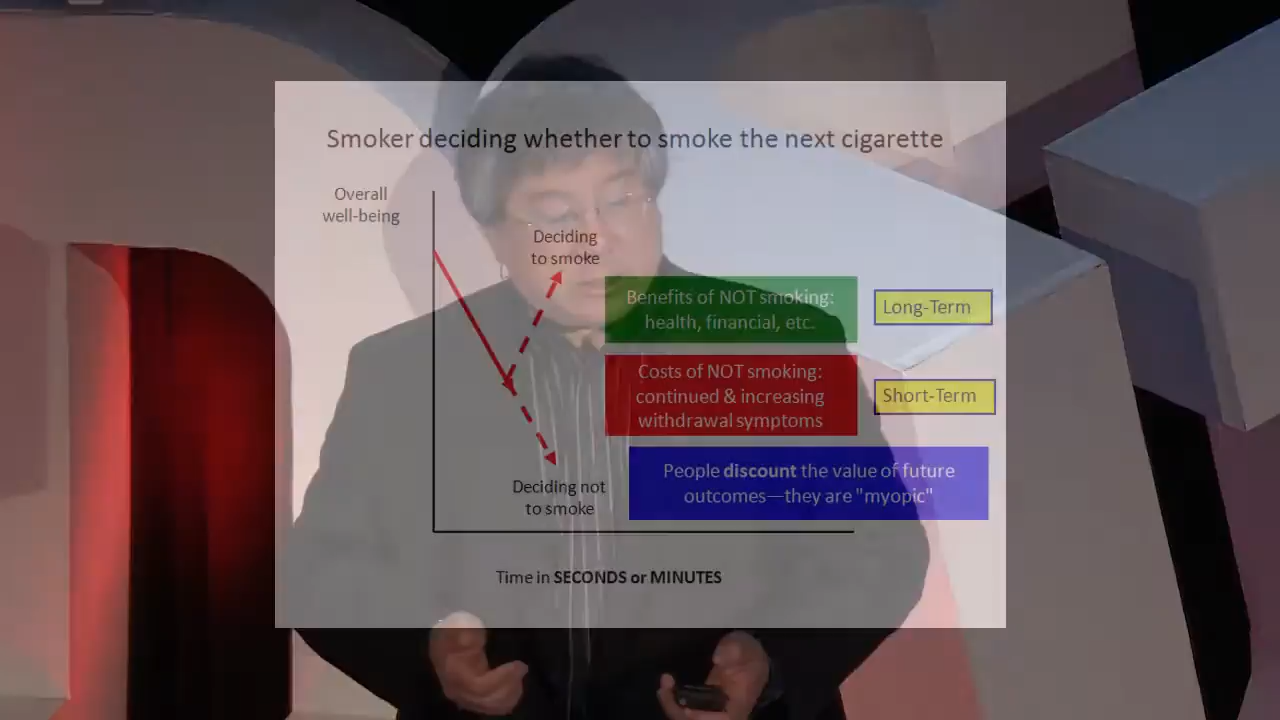 Smoker deciding whether to smoke the next cigarette
Overall
well-being
Deciding
to smoke
Benefits of NOT smoking:
health, financial, etc.
Long-Term
Costs of NOT smoking:
continued & increasing
withdrawal symptoms
Short-Term
People discount the value of future
outcomes—they are "myopic"
Deciding not
to smoke
Time in SECONDS or MINUTES